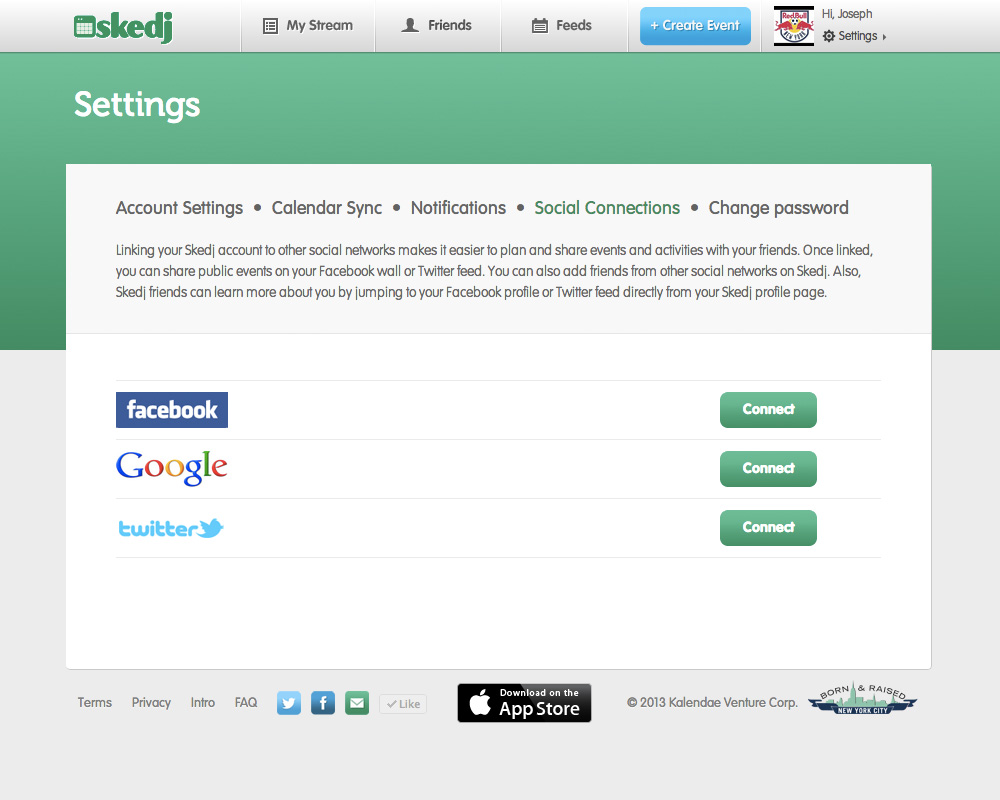 skedj
My Stream
Friends
Feeds
+ Create Event
Red Bull
NEW YORK
Hi, Joseph
Settings
Settings
Account Settings • Calendar Sync • Notifications • Social Connections • Change password
Linking your Skedj account to other social networks makes it easier to plan and share events and activities with your friends. Once linked,
you can share public events on your Facebook wall or Twitter feed. You can also add friends from other social networks on Skedj. Also,
Skedj friends can learn more about you by jumping to your Facebook profile or Twitter feed directly from your Skedj profile page.
facebook
Connect
Google
Connect
twitter
Connect
Terms
Privacy
Intro
FAQ
f
Like
Download on the
App Store
© 2013 Kalendae Venture Corp.
BORN & RAISED
NEW YORK CITY